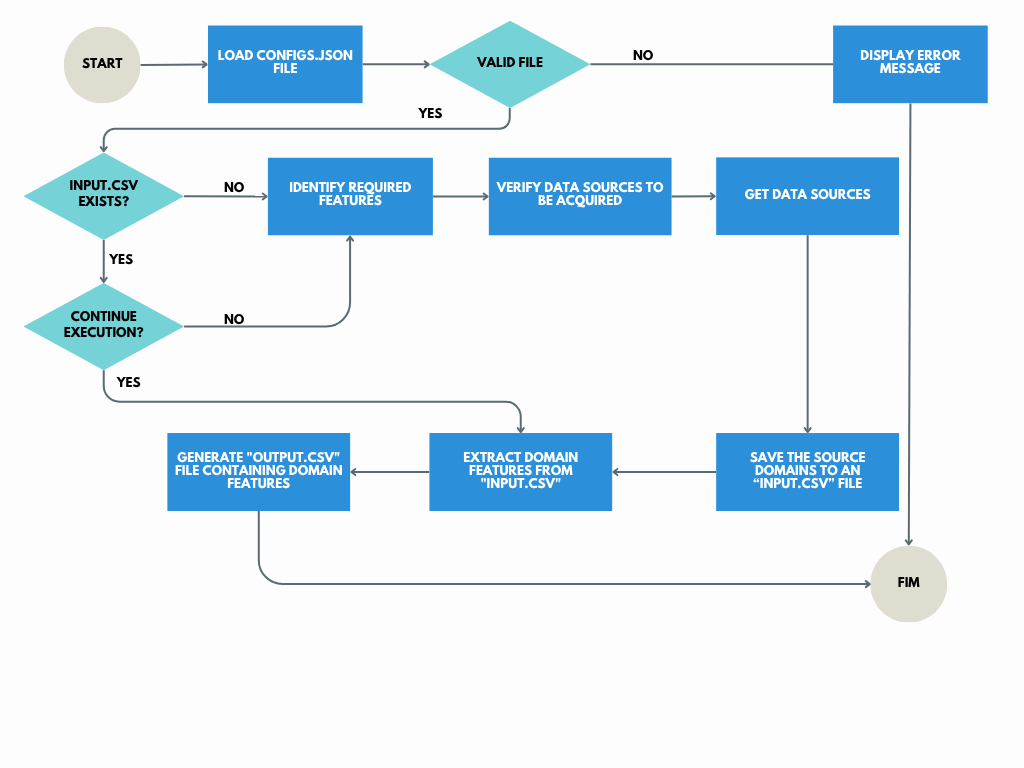 START
LOAD CONFIGS.JSON
FILE
VALID FILE
NO
DISPLAY ERROR
MESSAGE
YES
INPUT.CSV
EXISTS?
NO
IDENTIFY REQUIRED
FEATURES
VERIFY DATA SOURCES TO
BE ACQUIRED
GET DATA SOURCES
YES
CONTINUE
EXECUTION?
NO
YES
GENERATE "OUTPUT.CSV"
FILE CONTAINING DOMAIN
FEATURES
EXTRACT DOMAIN
FEATURES FROM
"INPUT.CSV"
SAVE THE SOURCE
DOMAINS TO AN
“INPUT.CSV” FILE
FIM